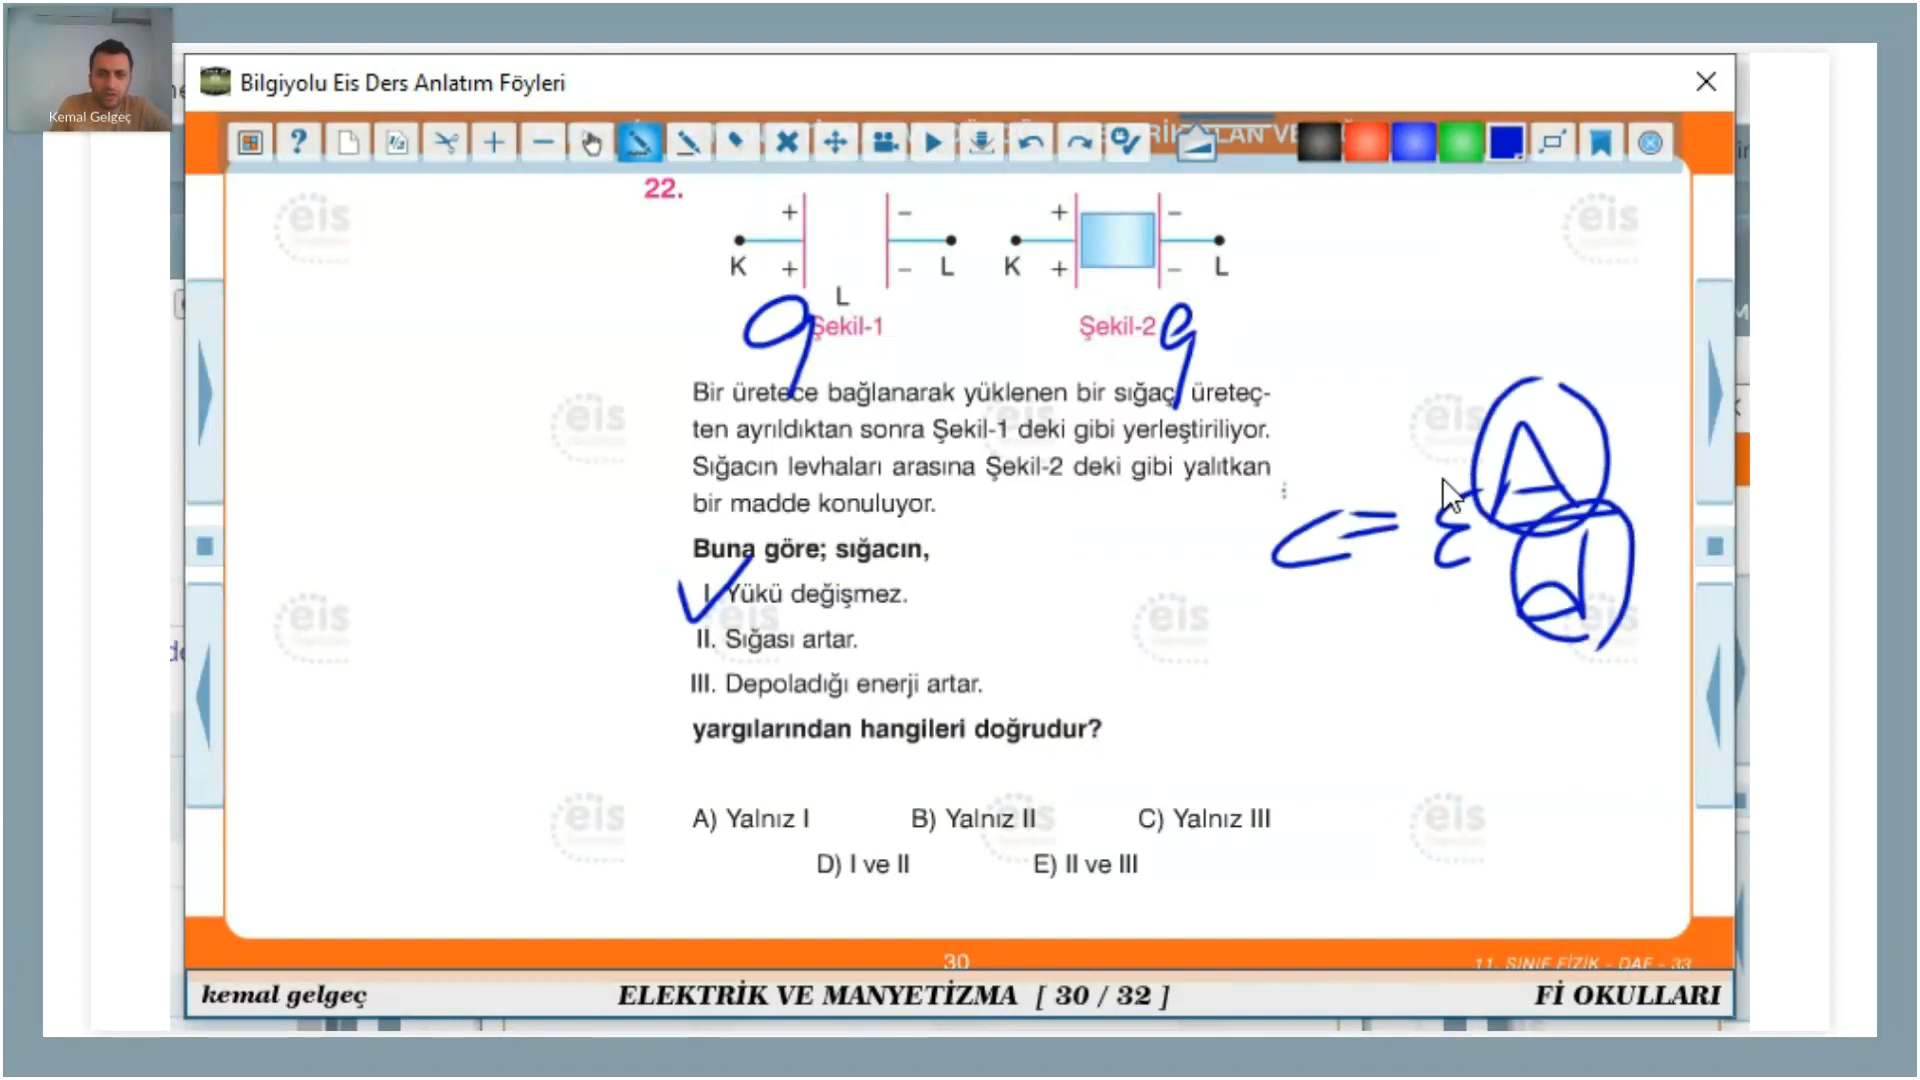 Kemal Gelgeç
Bilgiyolu Eis Ders Anlatım Föyleri
22.
+ − + −
K + − L K + − L
L
Şekil-1 Şekil-2
q q
Bir üretece bağlanarak yüklenen bir sığaç, üreteç-
ten ayrıldıktan sonra Şekil-1 deki gibi yerleştiriliyor.
Sığacın levhaları arasına Şekil-2 deki gibi yalıtkan
bir madde konuluyor.
C = ε A
d
Buna göre; sığacın,
I. Yükü değişmez.
II. Sığası artar.
III. Depoladığı enerji artar.
yargılarından hangileri doğrudur?
A) Yalnız I B) Yalnız II C) Yalnız III
D) I ve II E) II ve III
eis
30
11. SINIF FİZİK - DAF - 33
kemal gelgeç ELEKTRİK VE MANYETİZMA [ 30 / 32 ] Fİ OKULLARI